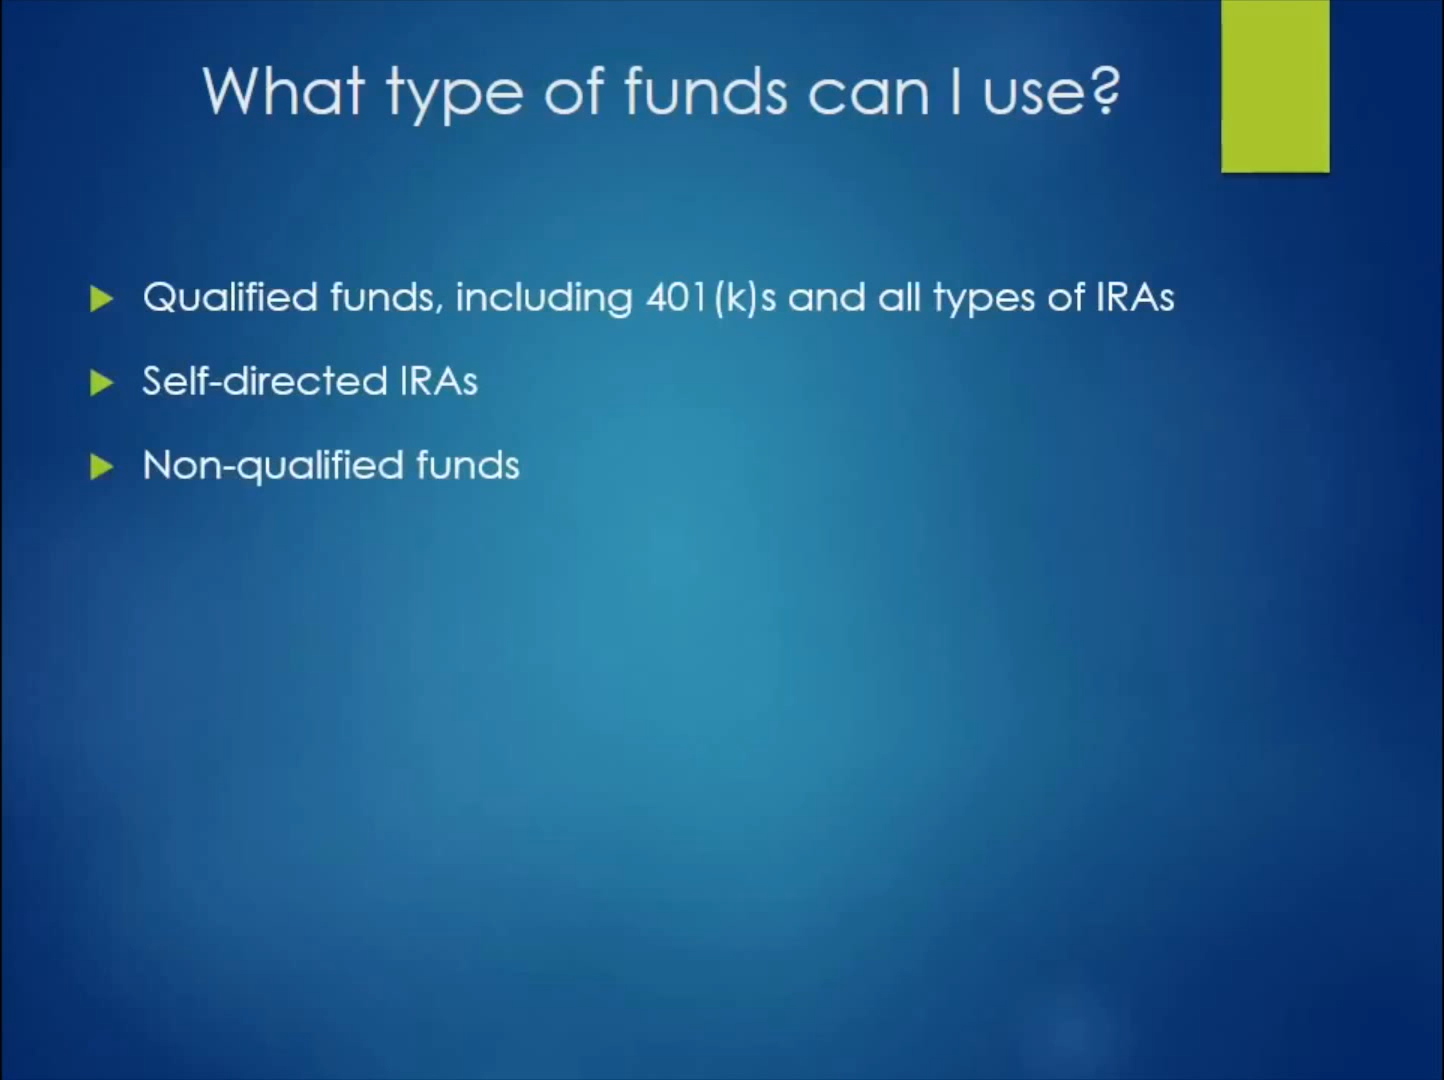 What type of funds can I use?
Qualified funds, including 401(k)s and all types of IRAs
Self-directed IRAs
Non-qualified funds